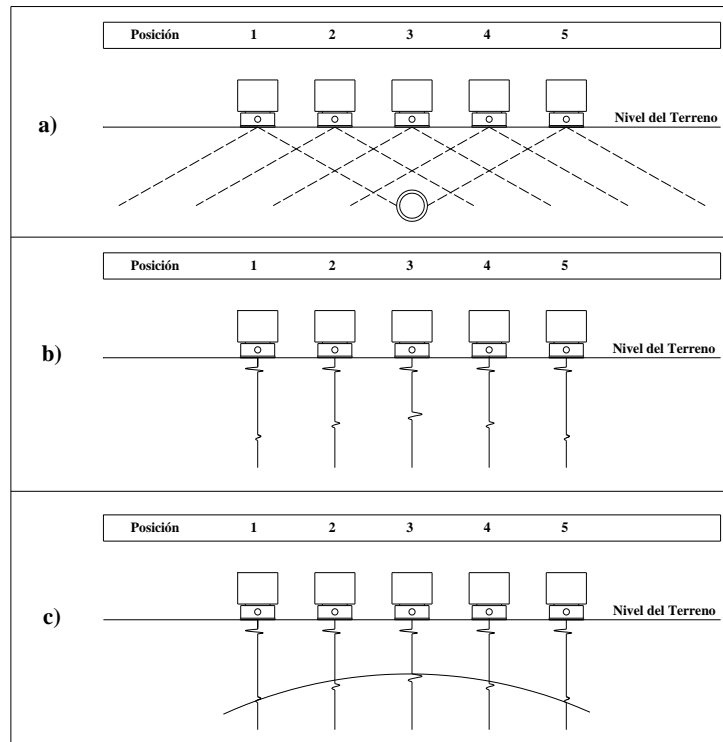 Posición 1 2 3 4 5
a)
Nivel del Terreno
Posición 1 2 3 4 5
b)
Nivel del Terreno
Posición 1 2 3 4 5
c)
Nivel del Terreno